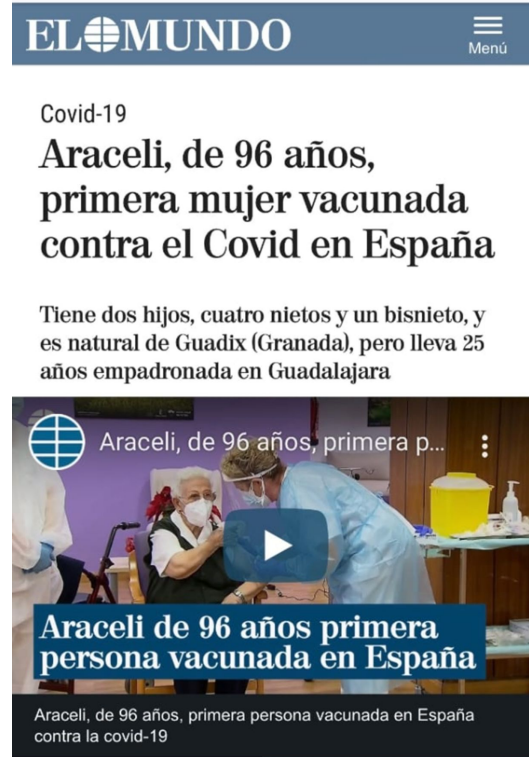 EL MUNDO
Menú
Covid-19
Araceli, de 96 años,
primera mujer vacunada
contra el Covid en España
Tiene dos hijos, cuatro nietos y un bisnieto, y
es natural de Guadix (Granada), pero lleva 25
años empadronada en Guadalajara
Araceli, de 96 años, primera p...
Araceli de 96 años primera
persona vacunada en España
Araceli, de 96 años, primera persona vacunada en España
contra la covid-19